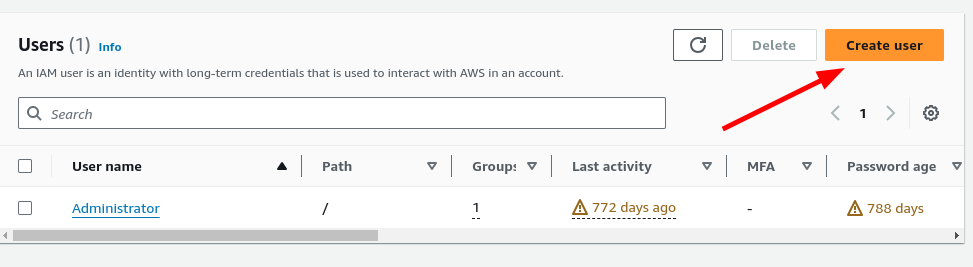 Users (1) Info
Delete
Create user
An IAM user is an identity with long-term credentials that is used to interact with AWS in an account.
Search
1
User name
Path
Groups
Last activity
MFA
Password age
Administrator
/
1
772 days ago
-
788 days